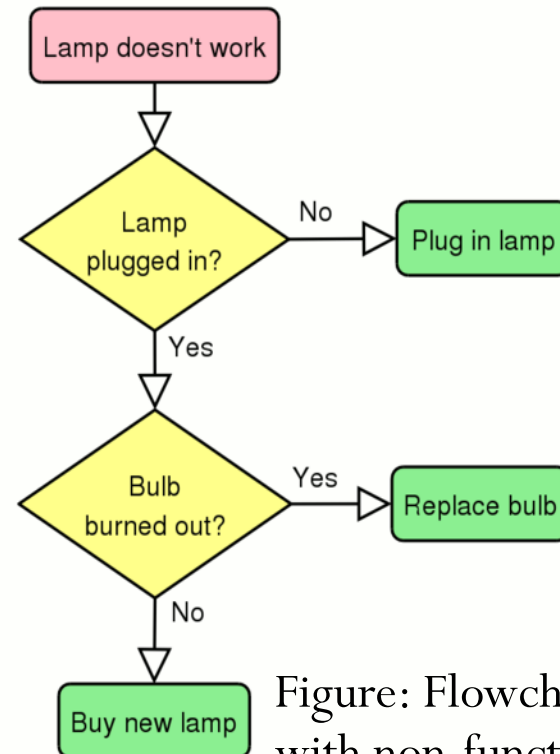 Lamp doesn't work
Lamp
plugged in?
No
Plug in lamp
Yes
Bulb
burned out?
Yes
Replace bulb
No
Buy new lamp
Figure: